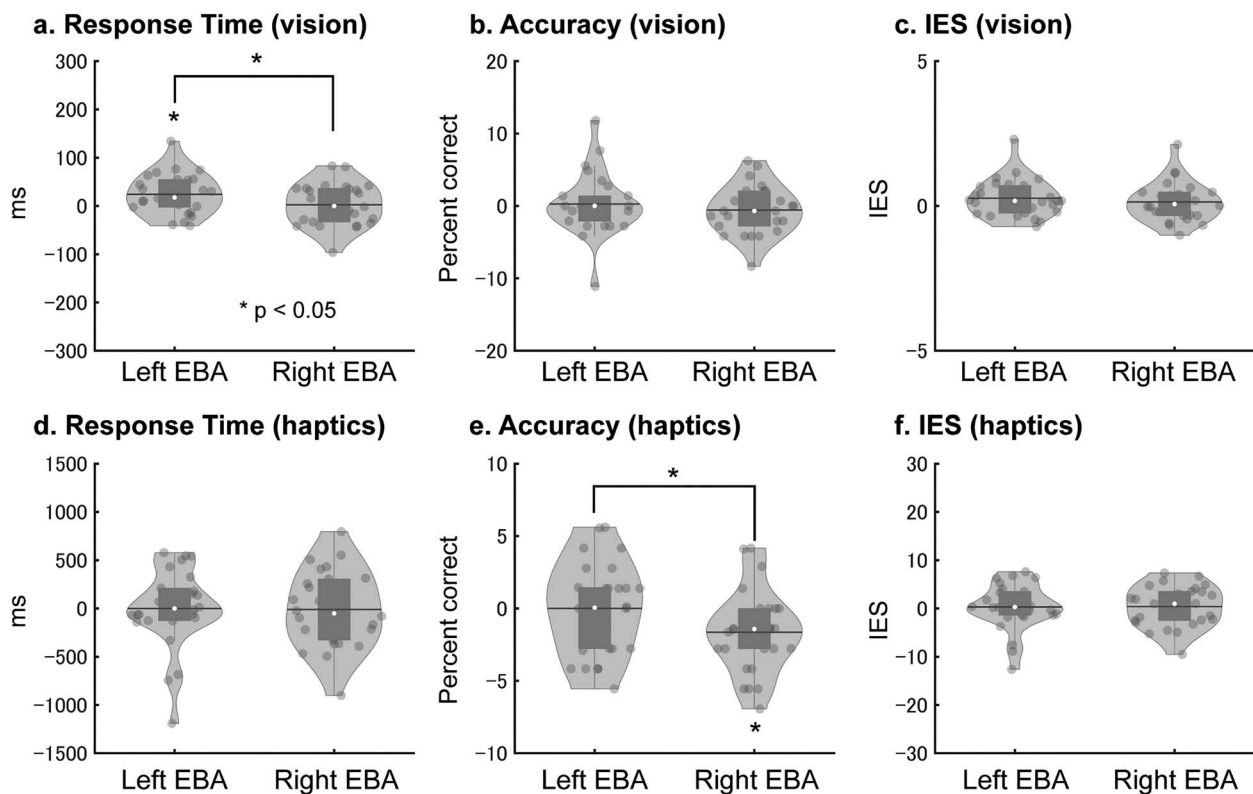 a. Response Time (vision)
300
200
100
0
−100
−200
−300
ms
*
*
* p < 0.05
Left EBA
Right EBA
b. Accuracy (vision)
20
10
0
−10
−20
Percent correct
Left EBA
Right EBA
c. IES (vision)
5
0
−5
IES
Left EBA
Right EBA
d. Response Time (haptics)
1500
1000
500
0
−500
−1000
−1500
ms
Left EBA
Right EBA
e. Accuracy (haptics)
10
5
0
−5
−10
Percent correct
*
*
Left EBA
Right EBA
f. IES (haptics)
30
20
10
0
−10
−20
−30
IES
Left EBA
Right EBA